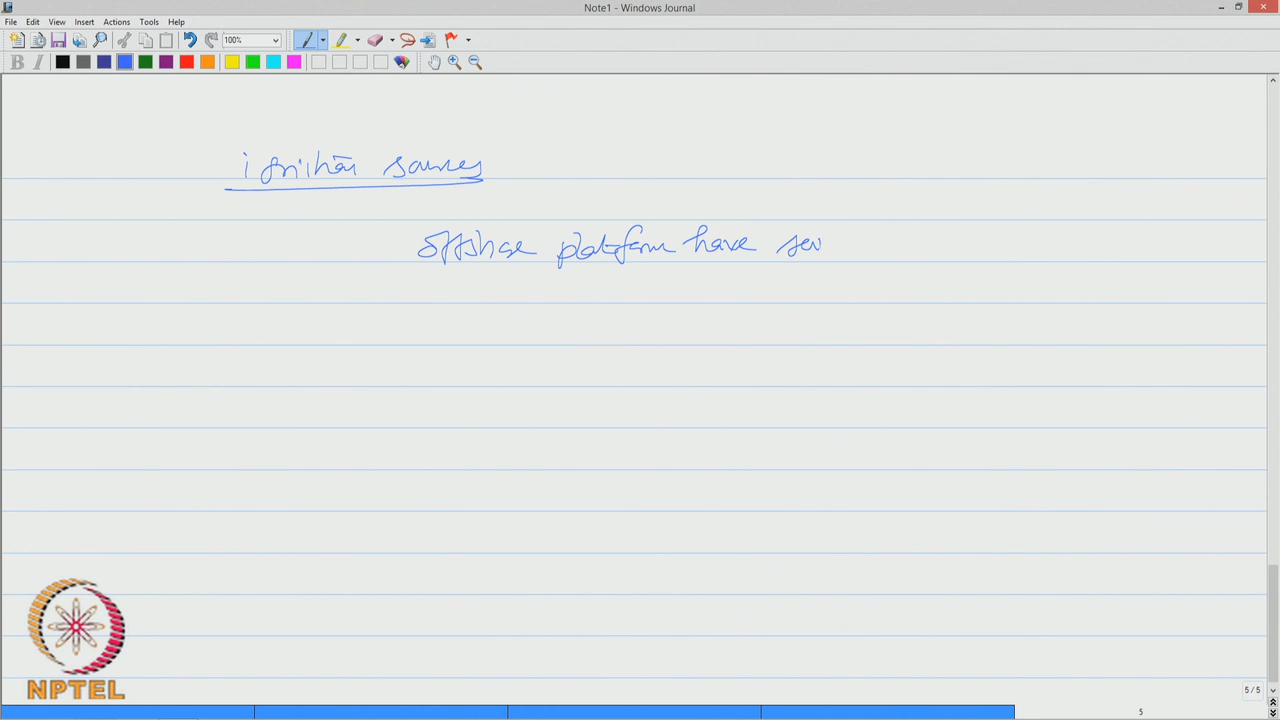 Note1 - Windows Journal
File Edit View Insert Actions Tools Help
100%
B I
ignition sources
offshore platform have sev
NPTEL
5 / 5
5